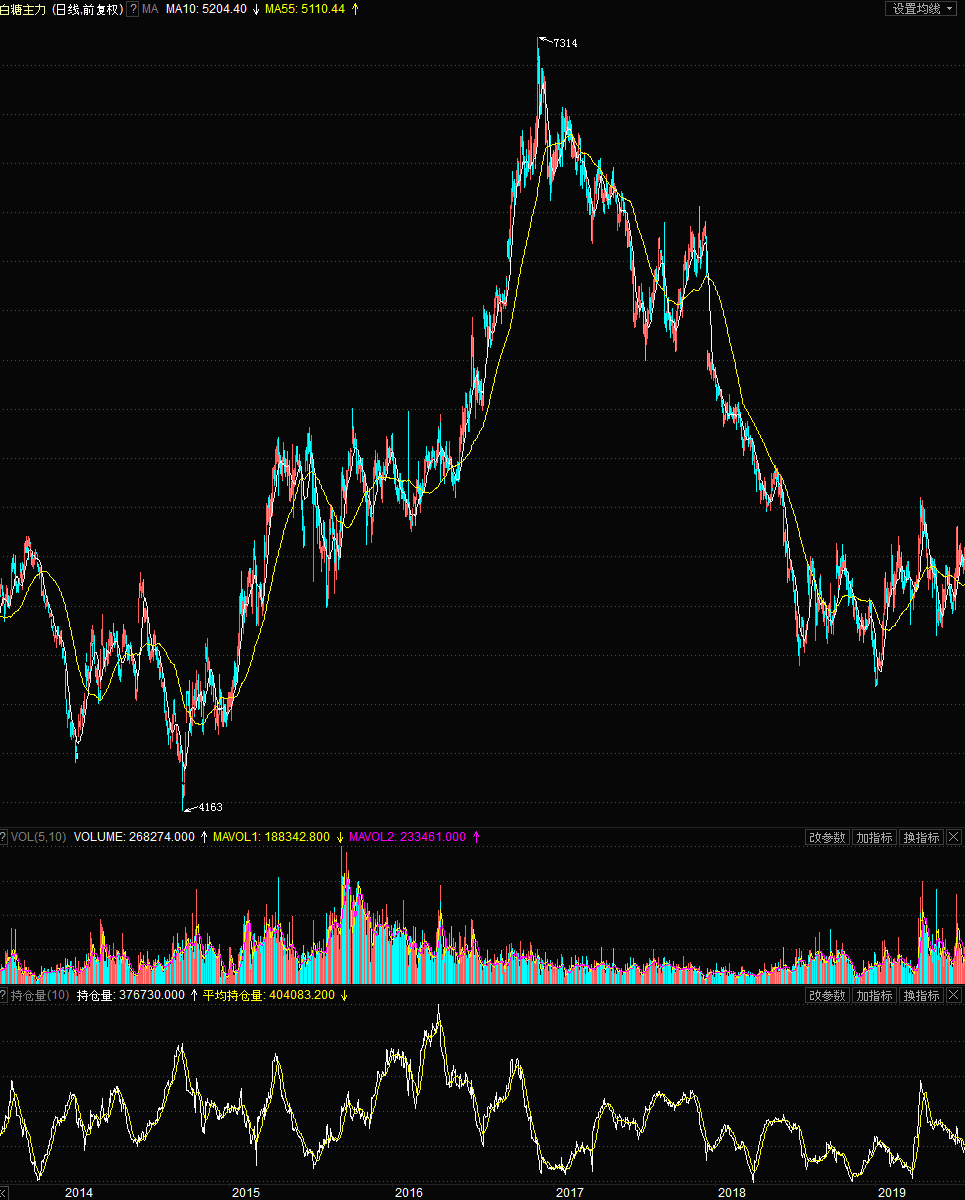 白糖主力 (日线,前复权) ? MA MA10: 5204.40 ↓ MA55: 5110.44 ↑ 设置均线
7314
4163
? VOL(5,10) VOLUME: 268274.000 ↑ MAVOL1: 188342.800 ↓ MAVOL2: 233461.000 ↑ 改参数 加指标 换指标
? 持仓量(10) 持仓量: 376730.000 ↑ 平均持仓量: 404083.200 ↓ 改参数 加指标 换指标
2014 2015 2016 2017 2018 2019